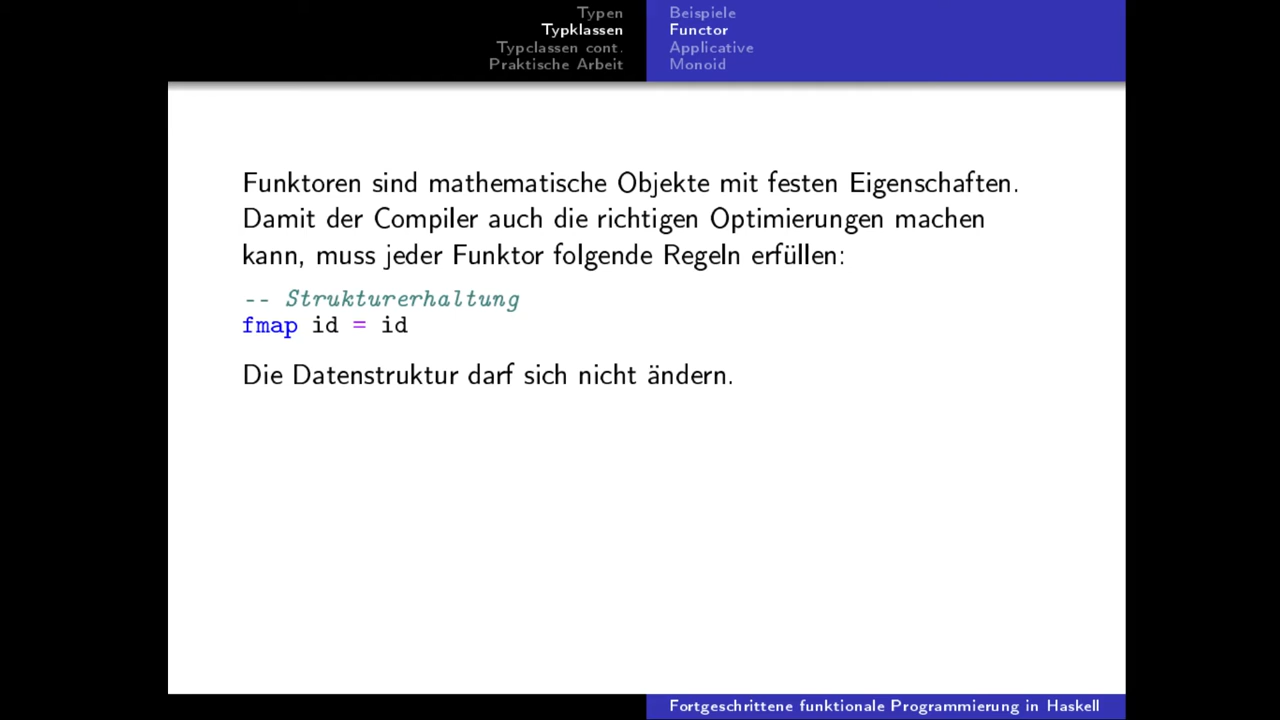 Typen
Typklassen
Typclassen cont.
Praktische Arbeit
Beispiele
Functor
Applicative
Monoid
Funktoren sind mathematische Objekte mit festen Eigenschaften.
Damit der Compiler auch die richtigen Optimierungen machen
kann, muss jeder Funktor folgende Regeln erfüllen:
-- Strukturerhaltung
fmap id = id
Die Datenstruktur darf sich nicht ändern.
Fortgeschrittene funktionale Programmierung in Haskell